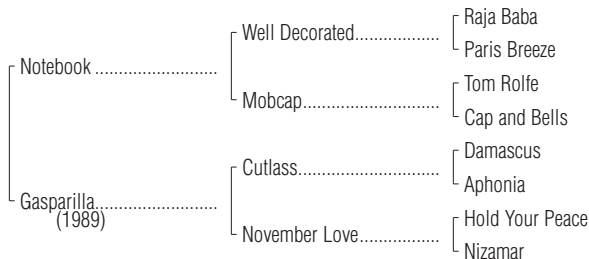 Raja Baba
Well Decorated..................
Paris Breeze
Notebook ..........................
Tom Rolfe
Mobcap.............................
Cap and Bells
Damascus
Cutlass..............................
Aphonia
Gasparilla..........................
(1989)
Hold Your Peace
November Love.................
Nizamar